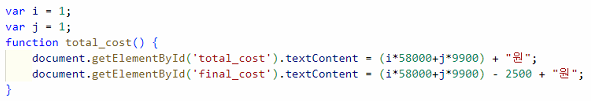 var i = 1;
var j = 1;
function total_cost() {
    document.getElementById('total_cost').textContent = (i*58000+j*9900) + "원";
    document.getElementById('final_cost').textContent = (i*58000+j*9900) - 2500 + "원";
}